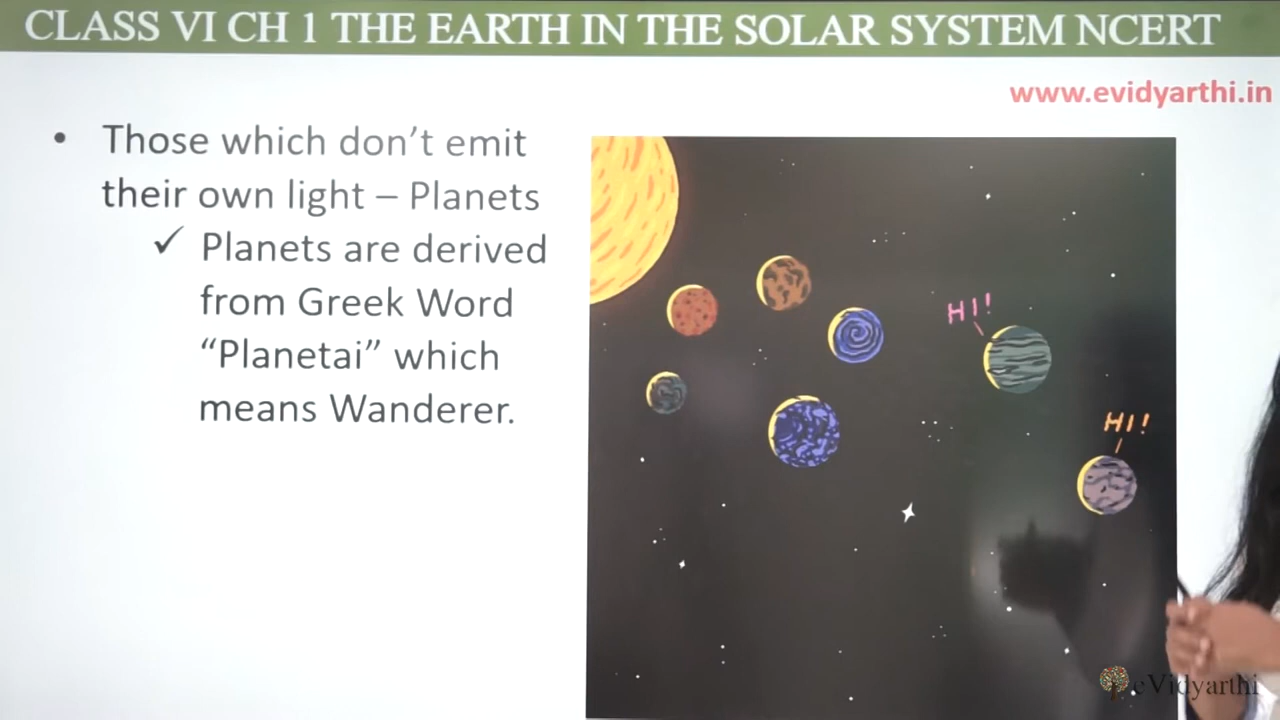 CLASS VI CH 1 THE EARTH IN THE SOLAR SYSTEM NCERT
www.evidyarthi.in
• Those which don’t emit
their own light – Planets
✓ Planets are derived
from Greek Word
“Planetai” which
means Wanderer.
HI!
HI!
eVidyarthi